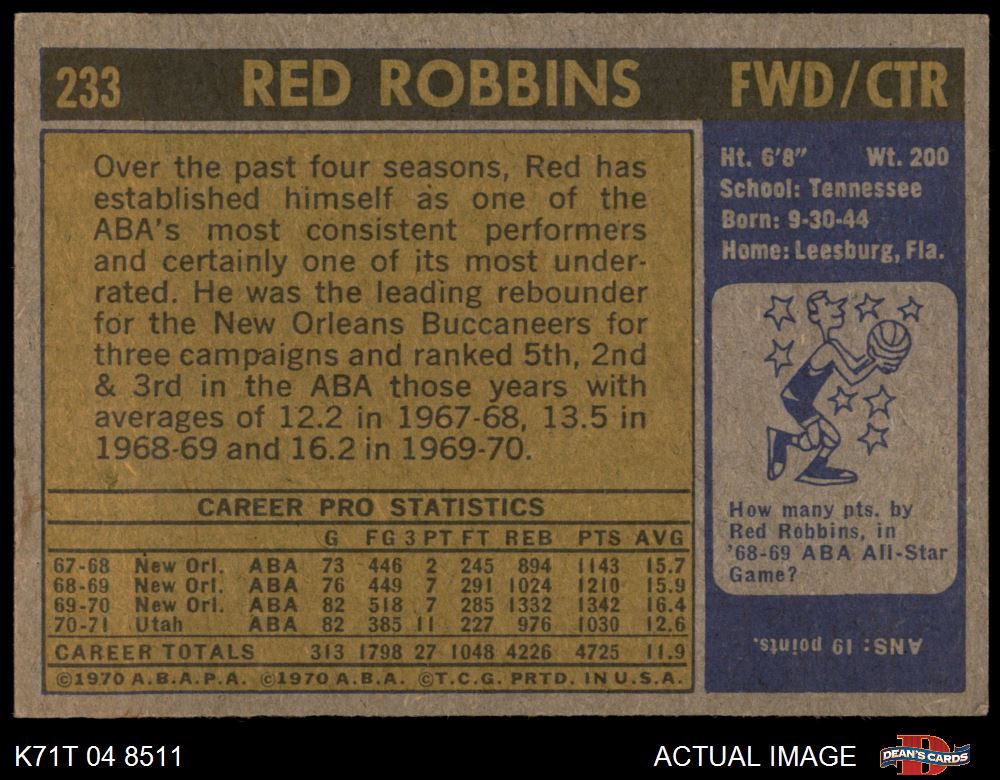 233 RED ROBBINS FWD/CTR
Over the past four seasons, Red has
established himself as one of the
ABA's most consistent performers
and certainly one of its most under-
rated. He was the leading rebounder
for the New Orleans Buccaneers for
three campaigns and ranked 5th, 2nd
& 3rd in the ABA those years with
averages of 12.2 in 1967-68, 13.5 in
1968-69 and 16.2 in 1969-70.
CAREER PRO STATISTICS
G FG 3 PT FT REB PTS AVG
67-68 New Orl. ABA 73 446 2 245 894 1143 15.7
68-69 New Orl. ABA 76 449 7 291 1024 1210 15.9
69-70 New Orl. ABA 82 518 7 285 1332 1342 16.4
70-71 Utah ABA 82 385 11 227 976 1030 12.6
CAREER TOTALS 313 1798 27 1048 4226 4725 11.9
©1970 A.B.A.P.A. ©1970 A.B.A. ©T.C.G. PRTD. IN U.S.A.
Ht. 6'8" Wt. 200
School: Tennessee
Born: 9-30-44
Home: Leesburg, Fla.
How many pts. by
Red Robbins, in
'68-69 ABA All-Star
Game?
ANS: 19 points.
K71T 04 8511 ACTUAL IMAGE DEAN'S CARDS